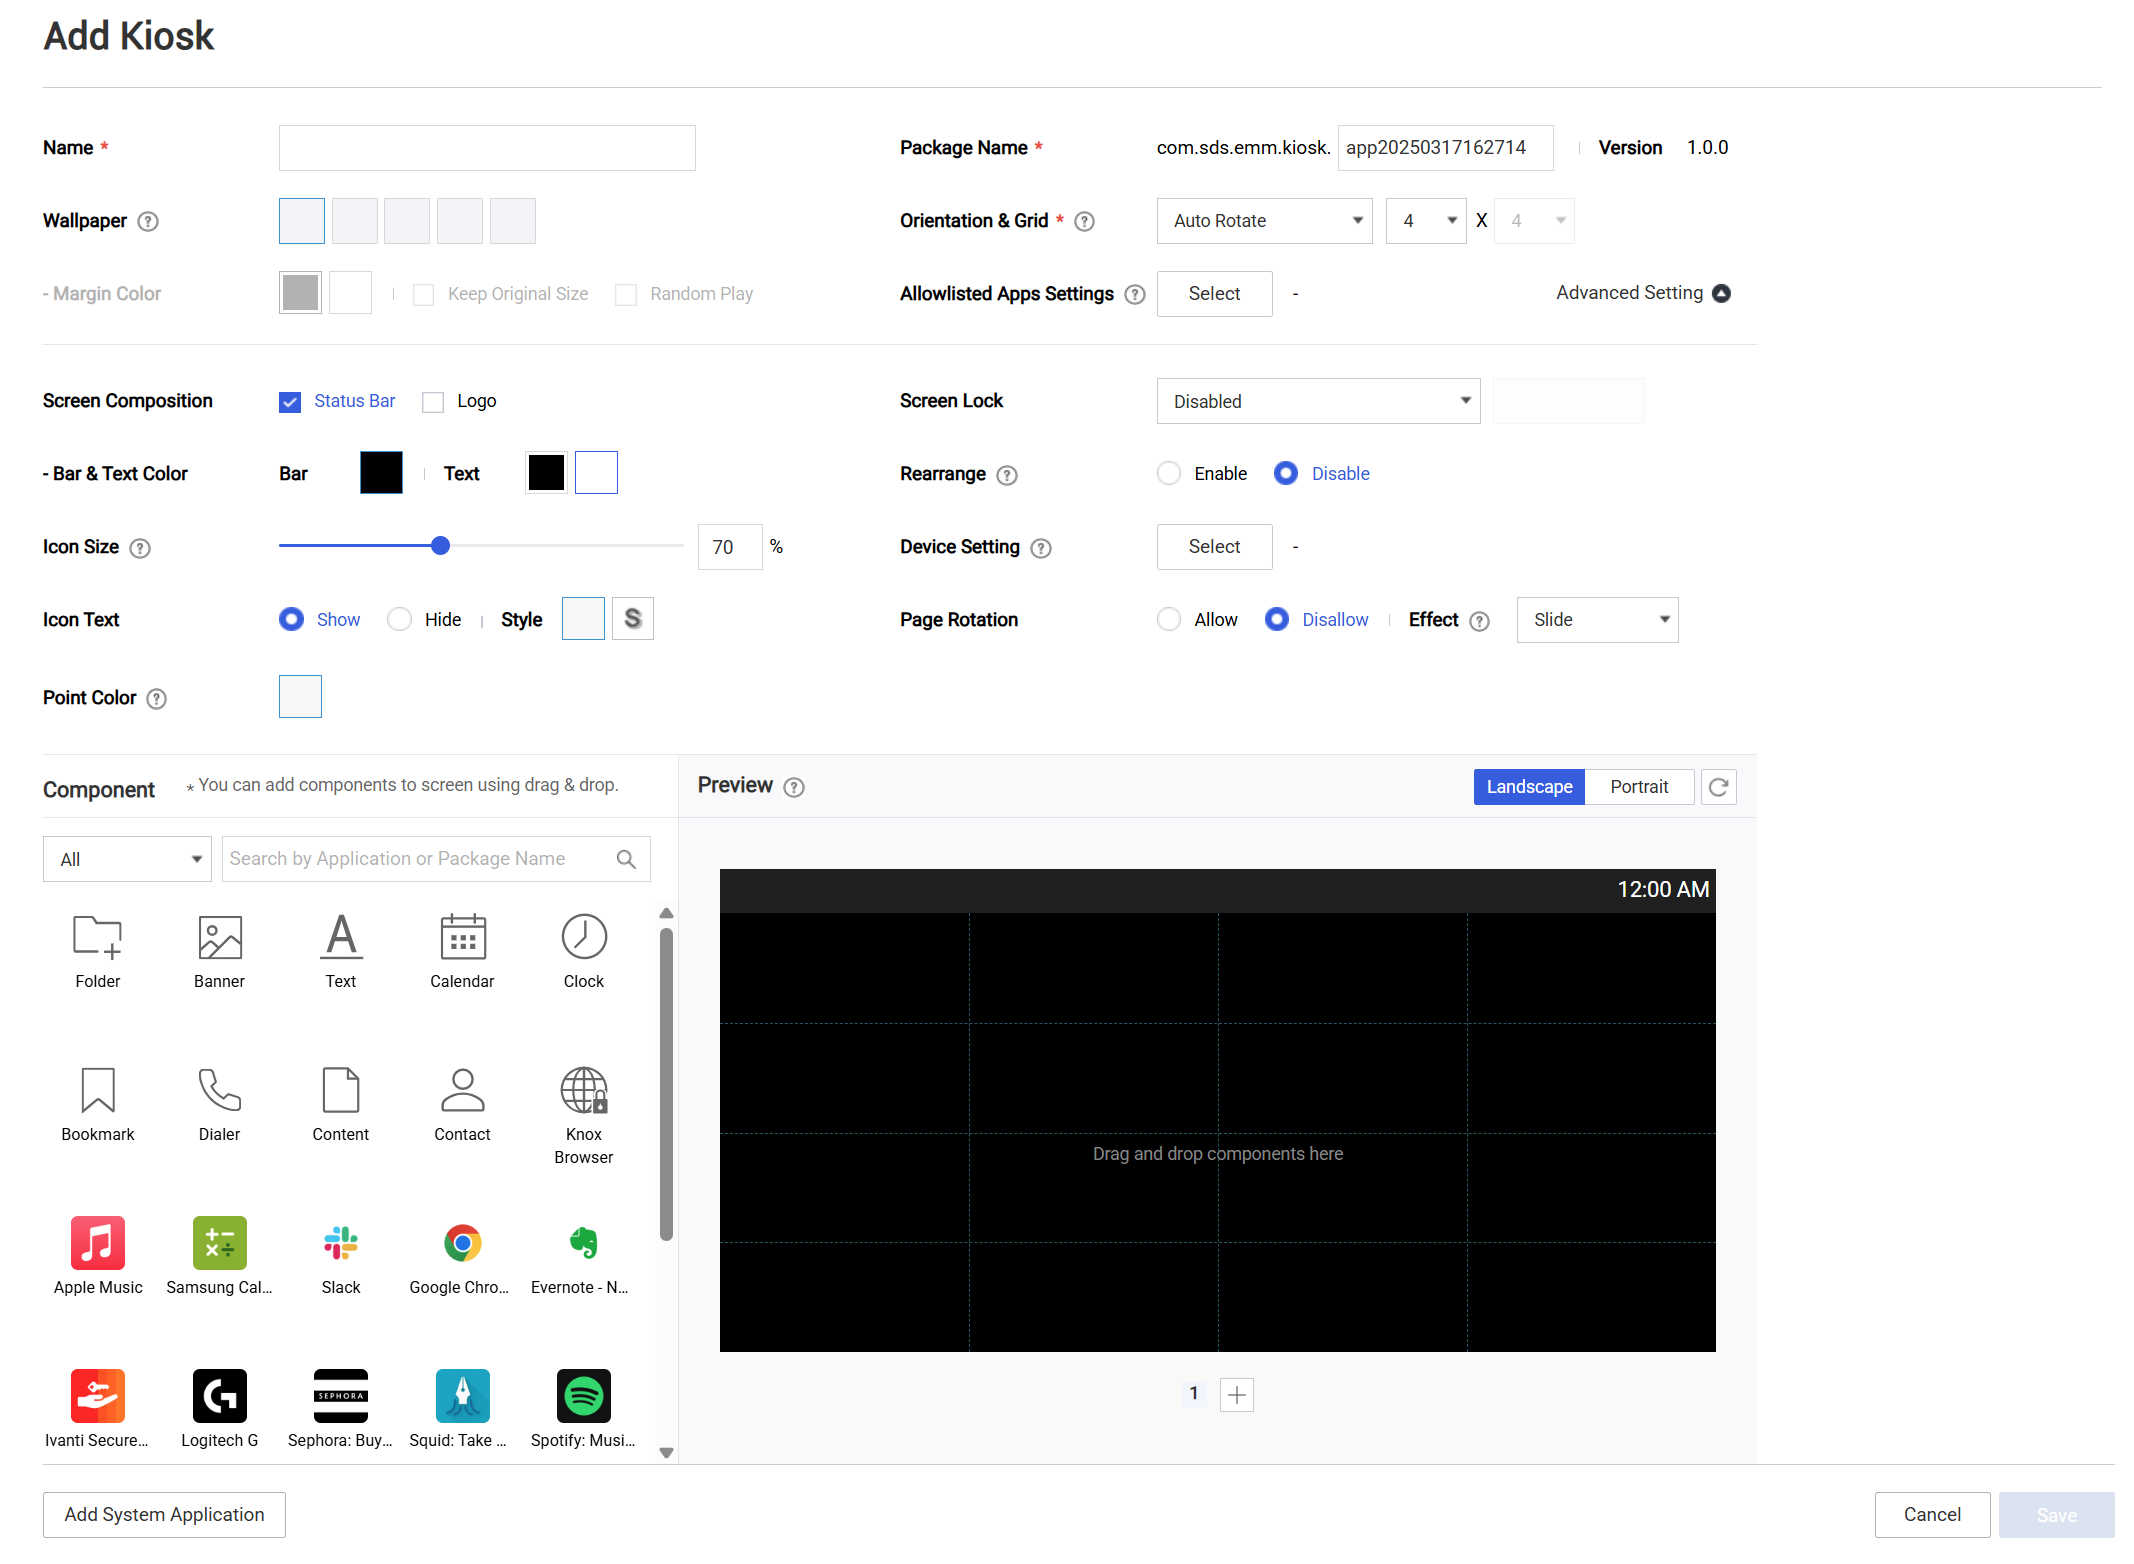 Add Kiosk
Name *
Package Name *
com.sds.emm.kiosk.
app20250317162714
Version
1.0.0
Wallpaper ?
Orientation & Grid * ?
Auto Rotate
4
X
4
- Margin Color
Keep Original Size
Random Play
Allowlisted Apps Settings ?
Select
-
Advanced Setting
Screen Composition
Status Bar
Logo
Screen Lock
Disabled
- Bar & Text Color
Bar
Text
Rearrange ?
Enable
Disable
Icon Size ?
70
%
Device Setting ?
Select
-
Icon Text
Show
Hide
Style
S
Page Rotation
Allow
Disallow
Effect ?
Slide
Point Color ?
Component
* You can add components to screen using drag & drop.
Preview ?
Landscape
Portrait
All
Search by Application or Package Name
12:00 AM
Folder
Banner
Text
Calendar
Clock
Bookmark
Dialer
Content
Contact
Knox
Browser
Drag and drop components here
Apple Music
Samsung Cal...
Slack
Google Chro...
Evernote - N...
SEPHORA
Ivanti Secure...
Logitech G
Sephora: Buy...
Squid: Take ...
Spotify: Musi...
1
Add System Application
Cancel
Save